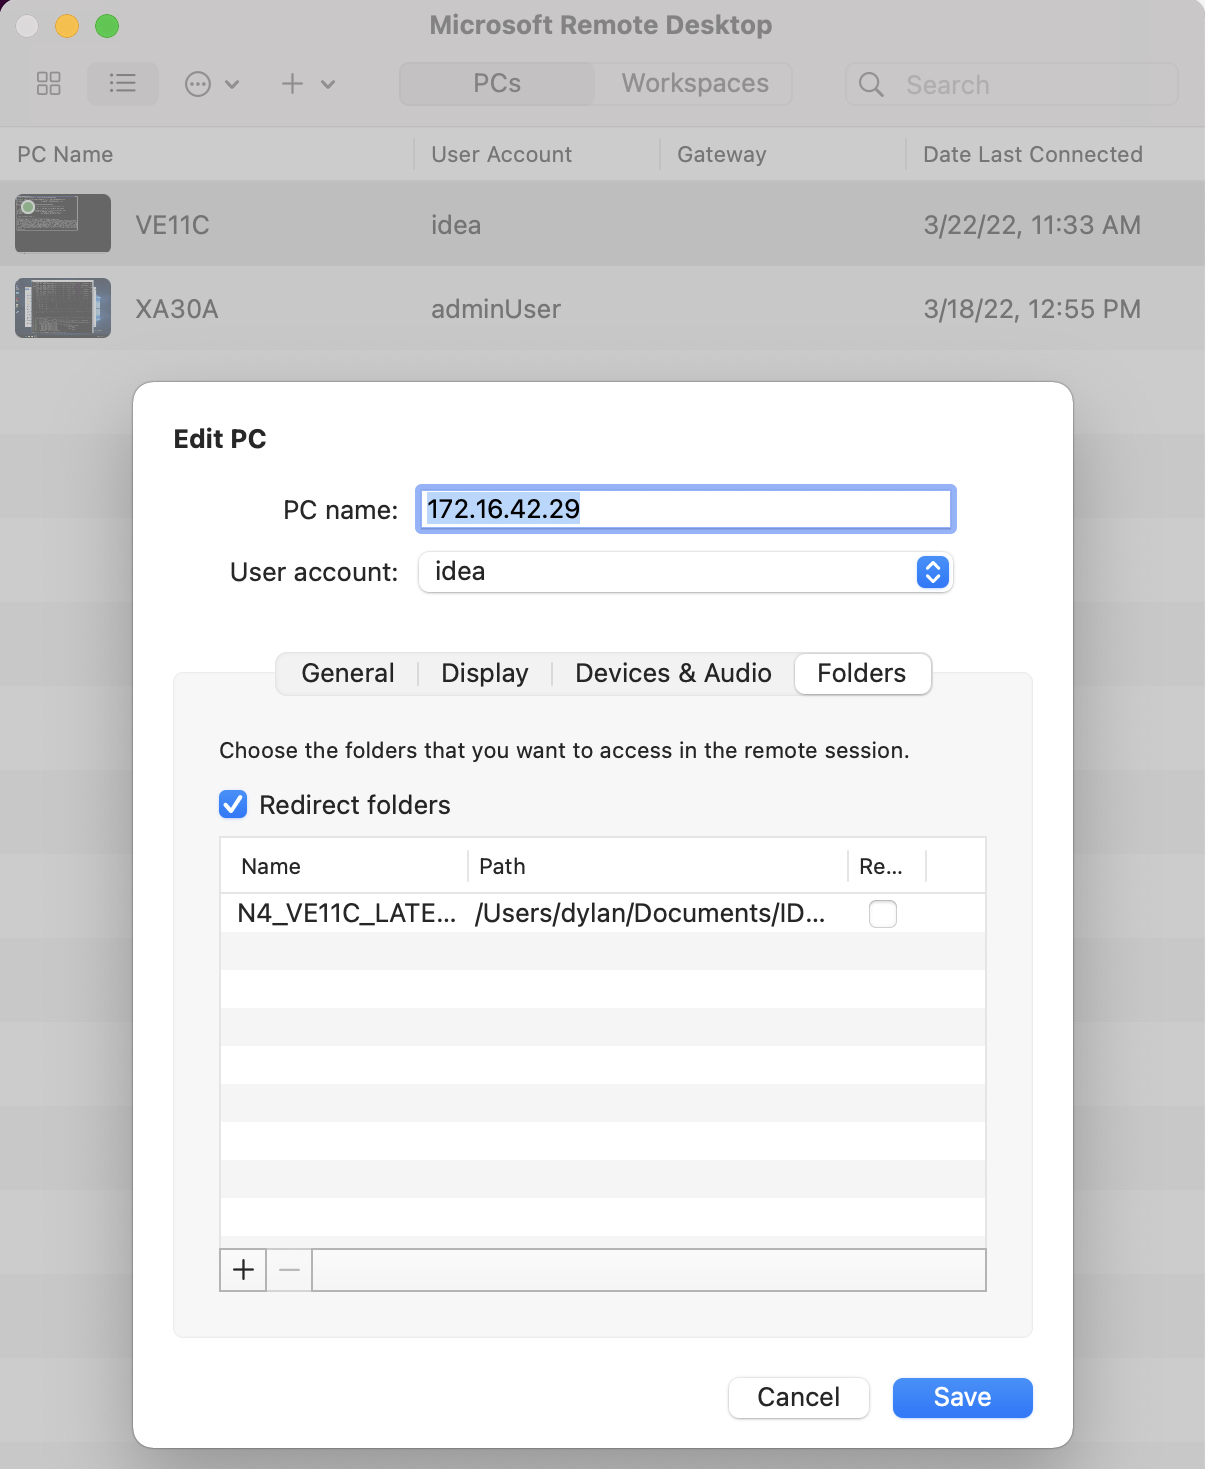 Microsoft Remote Desktop
PCs Workspaces Search
PC Name User Account Gateway Date Last Connected
VE11C idea 3/22/22, 11:33 AM
XA30A adminUser 3/18/22, 12:55 PM
Edit PC
PC name: 172.16.42.29
User account: idea
General Display Devices & Audio Folders
Choose the folders that you want to access in the remote session.
Redirect folders
Name Path Re...
N4_VE11C_LATE... /Users/dylan/Documents/ID...
Cancel Save